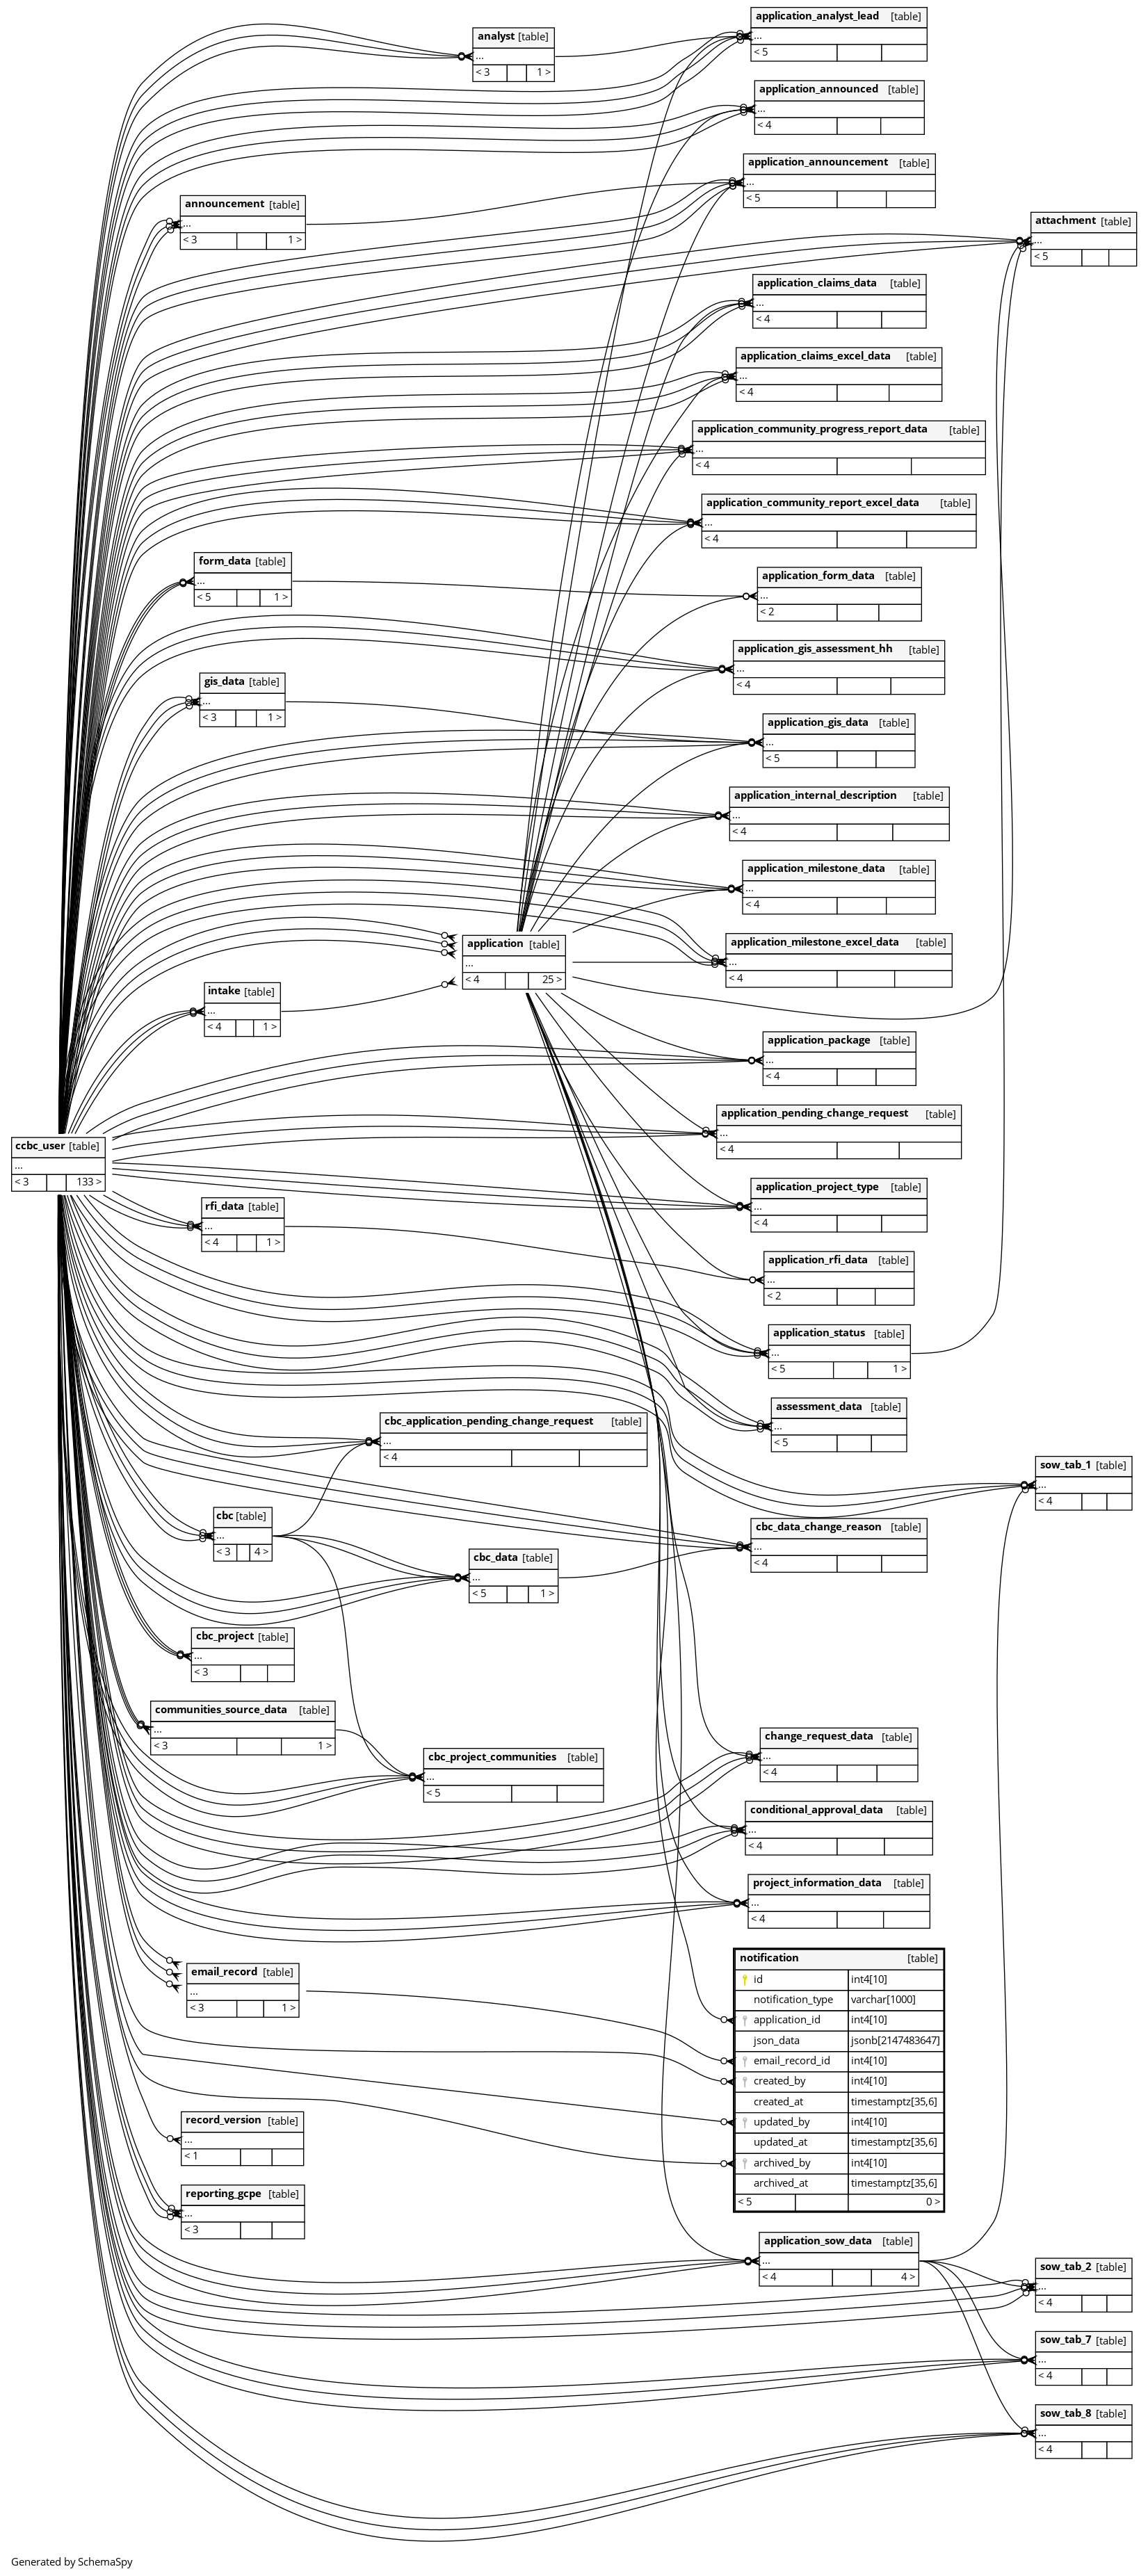 application_analyst_lead [table]
...
< 5
analyst [table]
...
< 3 1 >
application_announced [table]
...
< 4
application_announcement [table]
...
< 5
announcement [table]
...
< 3 1 >
attachment [table]
...
< 5
application_claims_data [table]
...
< 4
application_claims_excel_data [table]
...
< 4
application_community_progress_report_data [table]
...
< 4
application_community_report_excel_data [table]
...
< 4
form_data [table]
...
< 5 1 >
application_form_data [table]
...
< 2
application_gis_assessment_hh [table]
...
< 4
gis_data [table]
...
< 3 1 >
application_gis_data [table]
...
< 5
application_internal_description [table]
...
< 4
application_milestone_data [table]
...
< 4
application [table]
...
< 4 25 >
application_milestone_excel_data [table]
...
< 4
intake [table]
...
< 4 1 >
application_package [table]
...
< 4
application_pending_change_request [table]
...
< 4
ccbc_user [table]
...
< 3 133 >
application_project_type [table]
...
< 4
rfi_data [table]
...
< 4 1 >
application_rfi_data [table]
...
< 2
application_status [table]
...
< 5 1 >
assessment_data [table]
...
< 5
cbc_application_pending_change_request [table]
...
< 4
sow_tab_1 [table]
...
< 4
cbc [table]
...
< 3 4 >
cbc_data_change_reason [table]
...
< 4
cbc_data [table]
...
< 5 1 >
cbc_project [table]
...
< 3
communities_source_data [table]
...
< 3 1 >
change_request_data [table]
...
< 4
cbc_project_communities [table]
...
< 5
conditional_approval_data [table]
...
< 4
project_information_data [table]
...
< 4
email_record [table]
...
< 3 1 >
notification [table]
id int4[10]
notification_type varchar[1000]
application_id int4[10]
json_data jsonb[2147483647]
email_record_id int4[10]
created_by int4[10]
created_at timestamptz[35,6]
updated_by int4[10]
updated_at timestamptz[35,6]
archived_by int4[10]
archived_at timestamptz[35,6]
< 5 0 >
record_version [table]
...
< 1
reporting_gcpe [table]
...
< 3
application_sow_data [table]
...
< 4 4 >
sow_tab_2 [table]
...
< 4
sow_tab_7 [table]
...
< 4
sow_tab_8 [table]
...
< 4
Generated by SchemaSpy